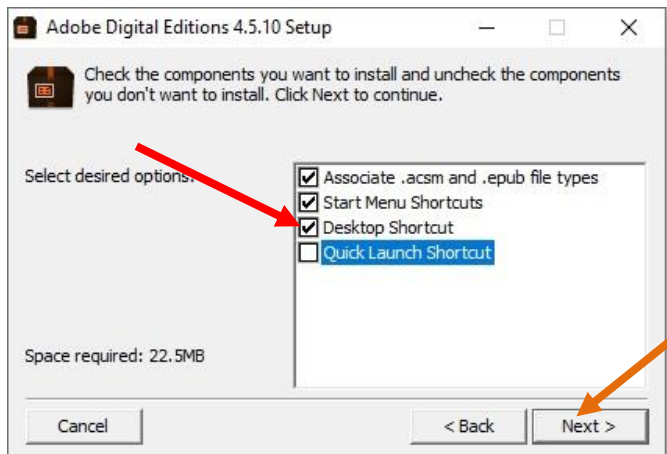 Adobe Digital Editions 4.5.10 Setup
Check the components you want to install and uncheck the components
you don't want to install. Click Next to continue.
Select desired options:
Associate .acsm and .epub file types
Start Menu Shortcuts
Desktop Shortcut
Quick Launch Shortcut
Space required: 22.5MB
Cancel
< Back
Next >